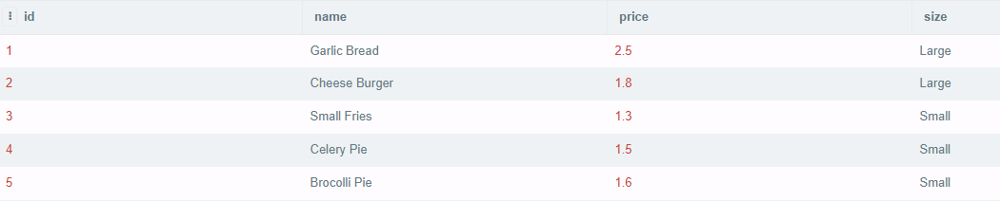 id name price size
1 Garlic Bread 2.5 Large
2 Cheese Burger 1.8 Large
3 Small Fries 1.3 Small
4 Celery Pie 1.5 Small
5 Brocolli Pie 1.6 Small